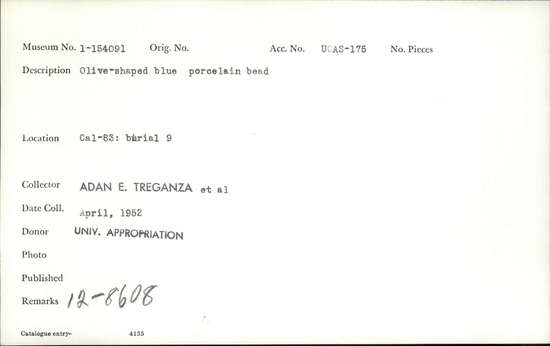 Museum No. 1-154091 Orig. No. Acc. No. UCAS-175 No. Pieces
Description Olive-shaped blue porcelain bead
Location Cal-83: burial 9
Collector ADAN E. TREGANZA et al
Date Coll. April, 1952
Donor UNIV. APPROPRIATION
Photo
Published
Remarks 12-8608
Catalogue entry- 4135